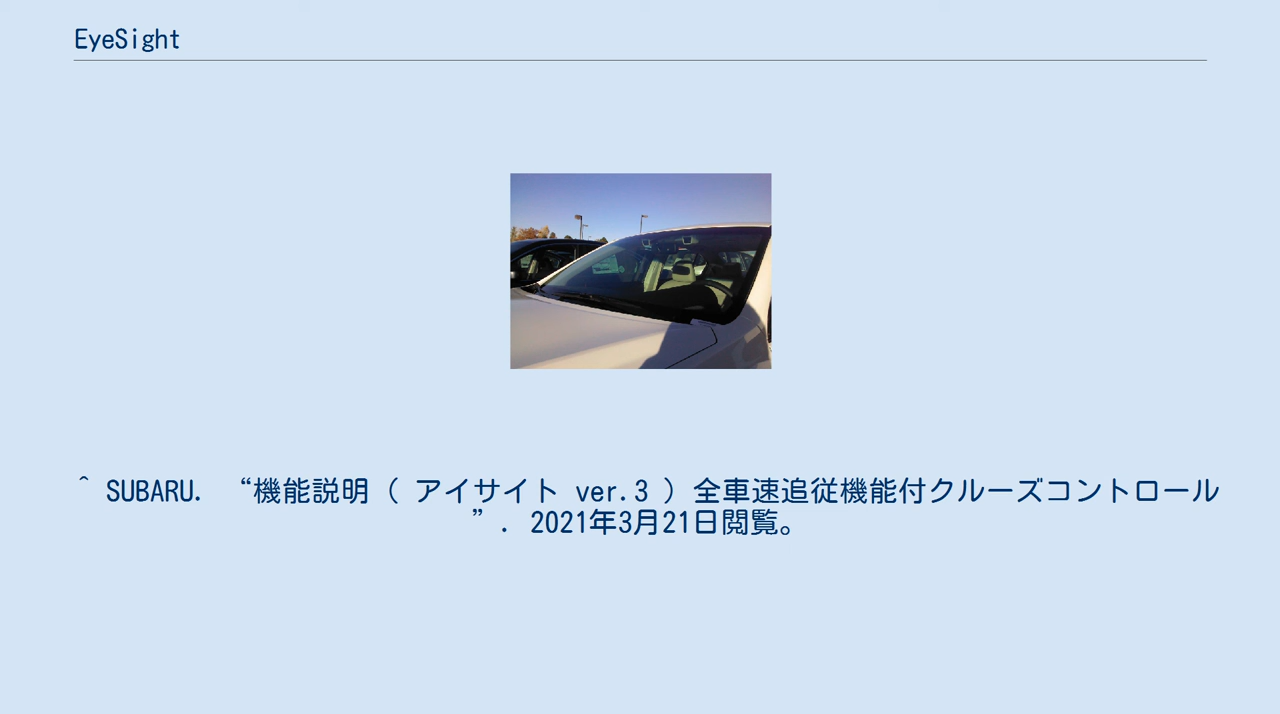 EyeSight
^ SUBARU. “機能説明（ アイサイト ver.3 ）全車速追従機能付クルーズコントロール
”. 2021年3月21日閲覧。